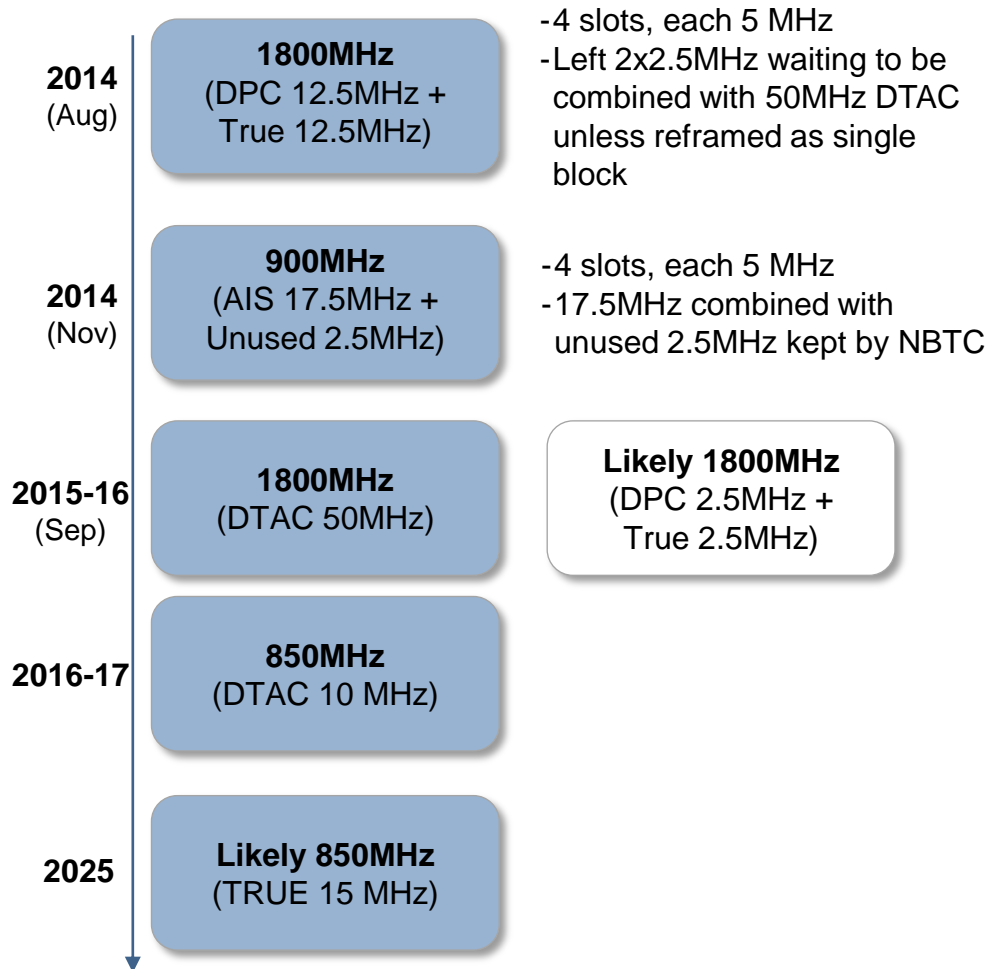 2014
(Aug)
1800MHz
(DPC 12.5MHz +
True 12.5MHz)
-4 slots, each 5 MHz
-Left 2x2.5MHz waiting to be
combined with 50MHz DTAC
unless reframed as single
block
2014
(Nov)
900MHz
(AIS 17.5MHz +
Unused 2.5MHz)
-4 slots, each 5 MHz
-17.5MHz combined with
unused 2.5MHz kept by NBTC
2015-16
(Sep)
1800MHz
(DTAC 50MHz)
Likely 1800MHz
(DPC 2.5MHz +
True 2.5MHz)
2016-17
850MHz
(DTAC 10 MHz)
2025
Likely 850MHz
(TRUE 15 MHz)